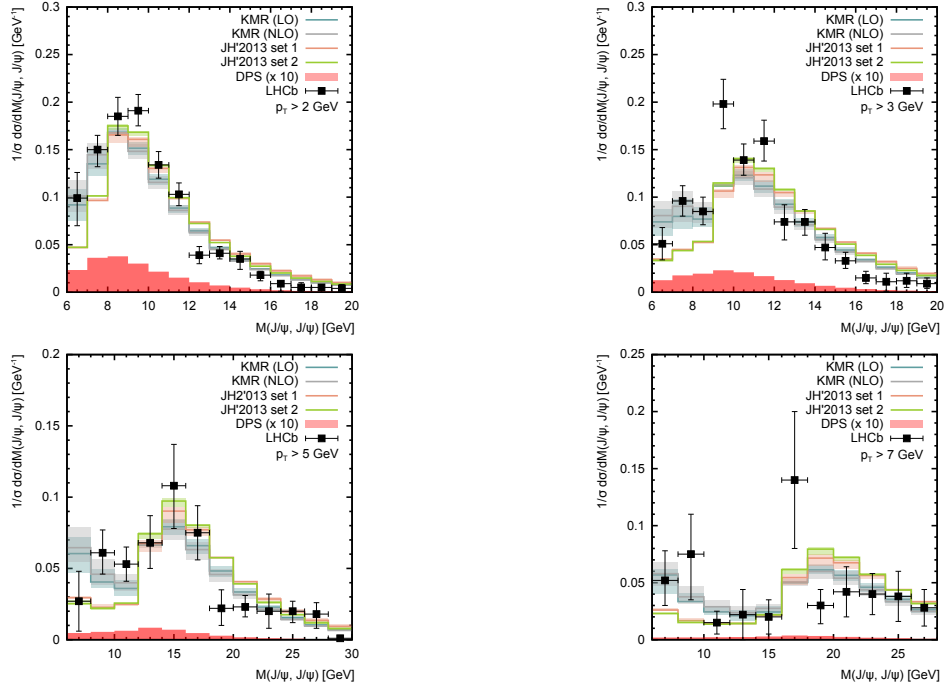 0.3
0.25
0.2
0.15
0.1
0.05
0
1/σ dσ/dM(J/ψ, J/ψ) [GeV⁻¹]
KMR (LO)
KMR (NLO)
JH'2013 set 1
JH'2013 set 2
DPS (x 10)
LHCb
p_T > 2 GeV
6 8 10 12 14 16 18 20
M(J/ψ, J/ψ) [GeV]
0.3
0.25
0.2
0.15
0.1
0.05
0
1/σ dσ/dM(J/ψ, J/ψ) [GeV⁻¹]
KMR (LO)
KMR (NLO)
JH'2013 set 1
JH'2013 set 2
DPS (x 10)
LHCb
p_T > 3 GeV
6 8 10 12 14 16 18 20
M(J/ψ, J/ψ) [GeV]
0.2
0.15
0.1
0.05
0
1/σ dσ/dM(J/ψ, J/ψ) [GeV⁻¹]
KMR (LO)
KMR (NLO)
JH2'013 set 1
JH'2013 set 2
DPS (x 10)
LHCb
p_T > 5 GeV
10 15 20 25 30
M(J/ψ, J/ψ) [GeV]
0.25
0.2
0.15
0.1
0.05
0
1/σ dσ/dM(J/ψ, J/ψ) [GeV⁻¹]
KMR (LO)
KMR (NLO)
JH'2013 set 1
JH'2013 set 2
DPS (x 10)
LHCb
p_T > 7 GeV
10 15 20 25
M(J/ψ, J/ψ) [GeV]